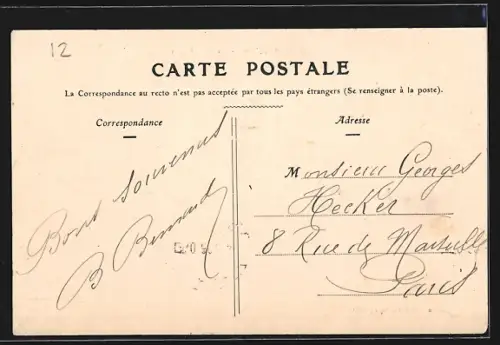 12
CARTE POSTALE
La Correspondance au recto n'est pas acceptée par tous les pays étrangers (Se renseigner à la poste).
Correspondance
Adresse
Bons souvenirs
B
Monsieur Georges
Hecker
8 Rue de Marseille
Paris